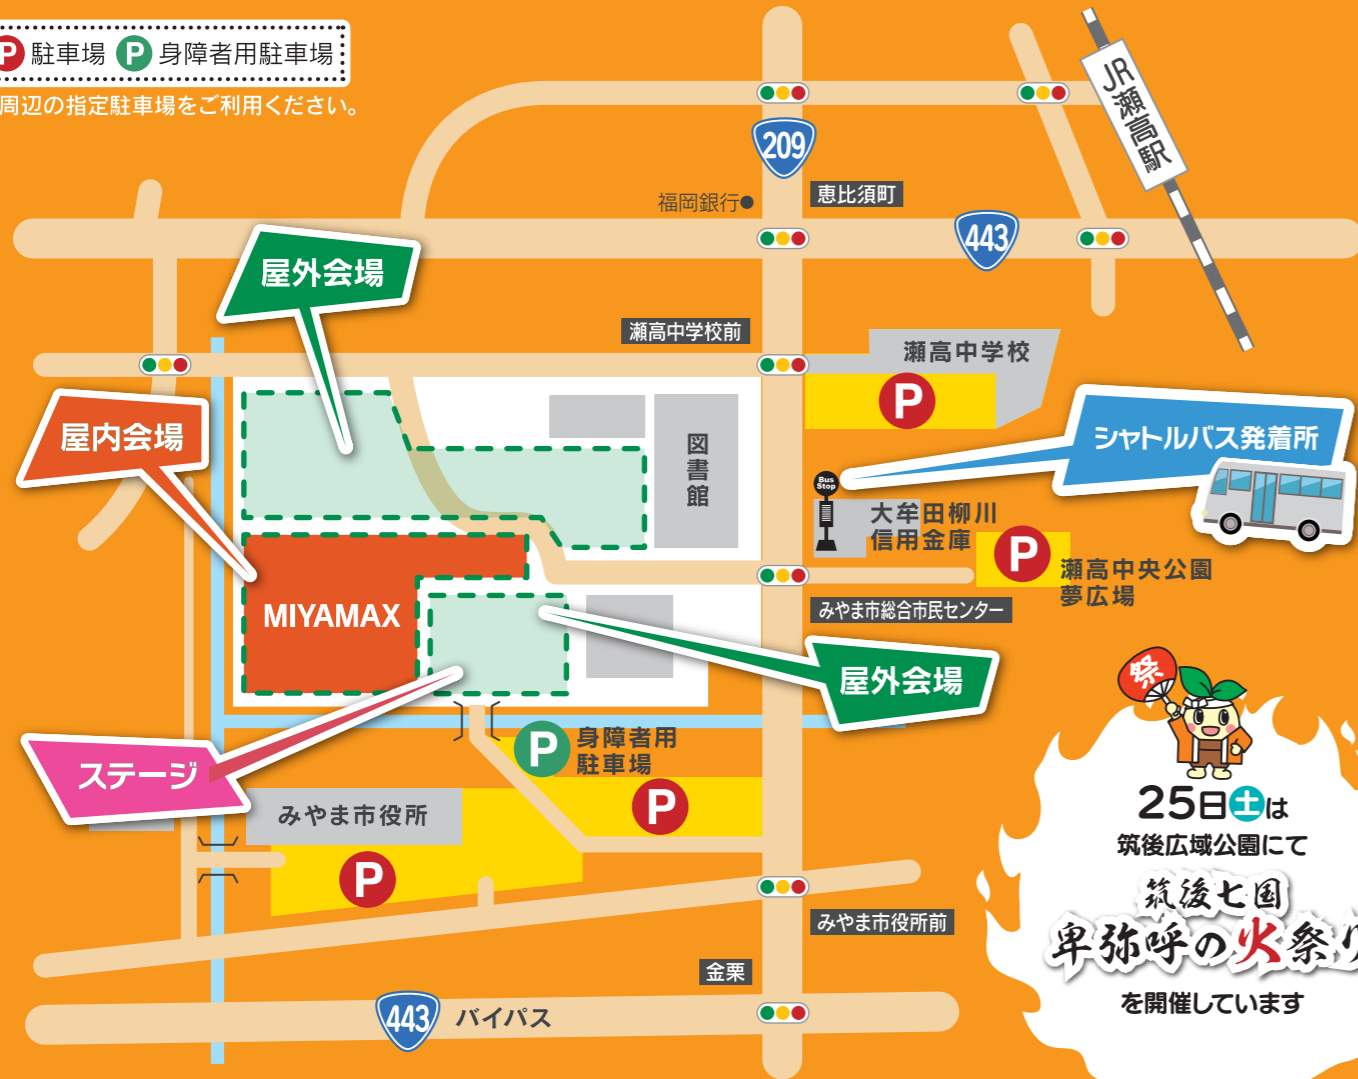 P 駐車場 P 身障者用駐車場
周辺の指定駐車場をご利用ください。
JR瀬高駅
209
恵比須町
福岡銀行
443
屋外会場
瀬高中学校前
瀬高中学校
P
屋内会場
シャトルバス発着所
図書館
Bus
Stop
大牟田柳川
信用金庫
P
瀬高中央公園
夢広場
MIYAMAX
みやま市総合市民センター
屋外会場
祭
ステージ
P
身障者用
駐車場
P
みやま市役所
P
25日土は
筑後広域公園にて
筑後七国
卑弥呼の火祭り
を開催しています
みやま市役所前
金栗
443
バイパス